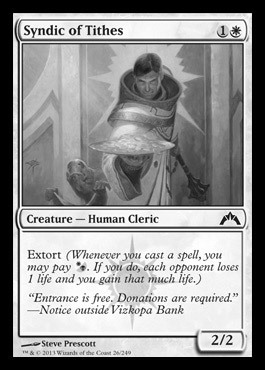 Syndic of Tithes 1
Creature — Human Cleric
Extort (Whenever you cast a spell, you
may pay . If you do, each opponent loses
1 life and you gain that much life.)
“Entrance is free. Donations are required.”
—Notice outside Vizkopa Bank
2/2
Steve Prescott
™ & © 2013 Wizards of the Coast 26/249